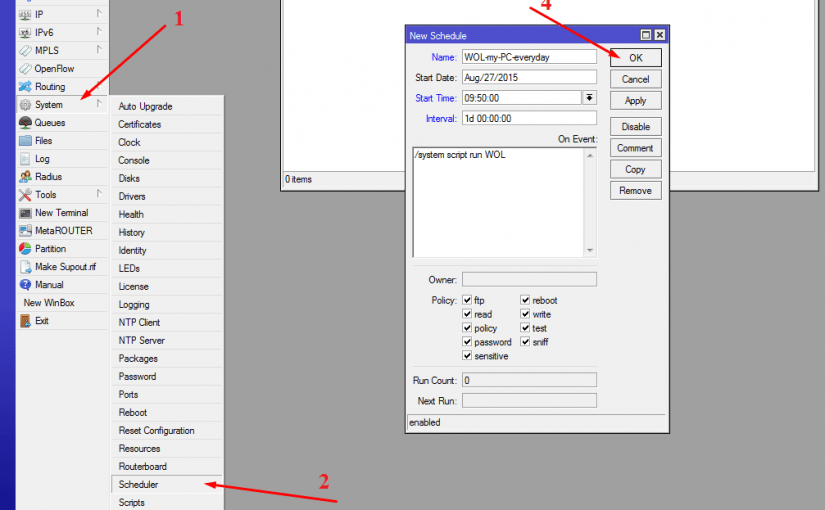 IP
IPv6
MPLS
OpenFlow
Routing
System
Queues
Files
Log
Radius
Tools
New Terminal
MetaROUTER
Partition
Make Supout.rif
Manual
New WinBox
Exit
1
Auto Upgrade
Certificates
Clock
Console
Disks
Drivers
Health
History
Identity
LEDs
License
Logging
NTP Client
NTP Server
Packages
Password
Ports
Reboot
Reset Configuration
Resources
Routerboard
Scheduler
Scripts
2
0 items
4
New Schedule
Name: WOL-my-PC-everyday
Start Date: Aug/27/2015
Start Time: 09:50:00
Interval: 1d 00:00:00
On Event:
/system script run WOL
Owner:
Policy: ftp reboot
read write
policy test
password sniff
sensitive
Run Count: 0
Next Run:
enabled
OK
Cancel
Apply
Disable
Comment
Copy
Remove